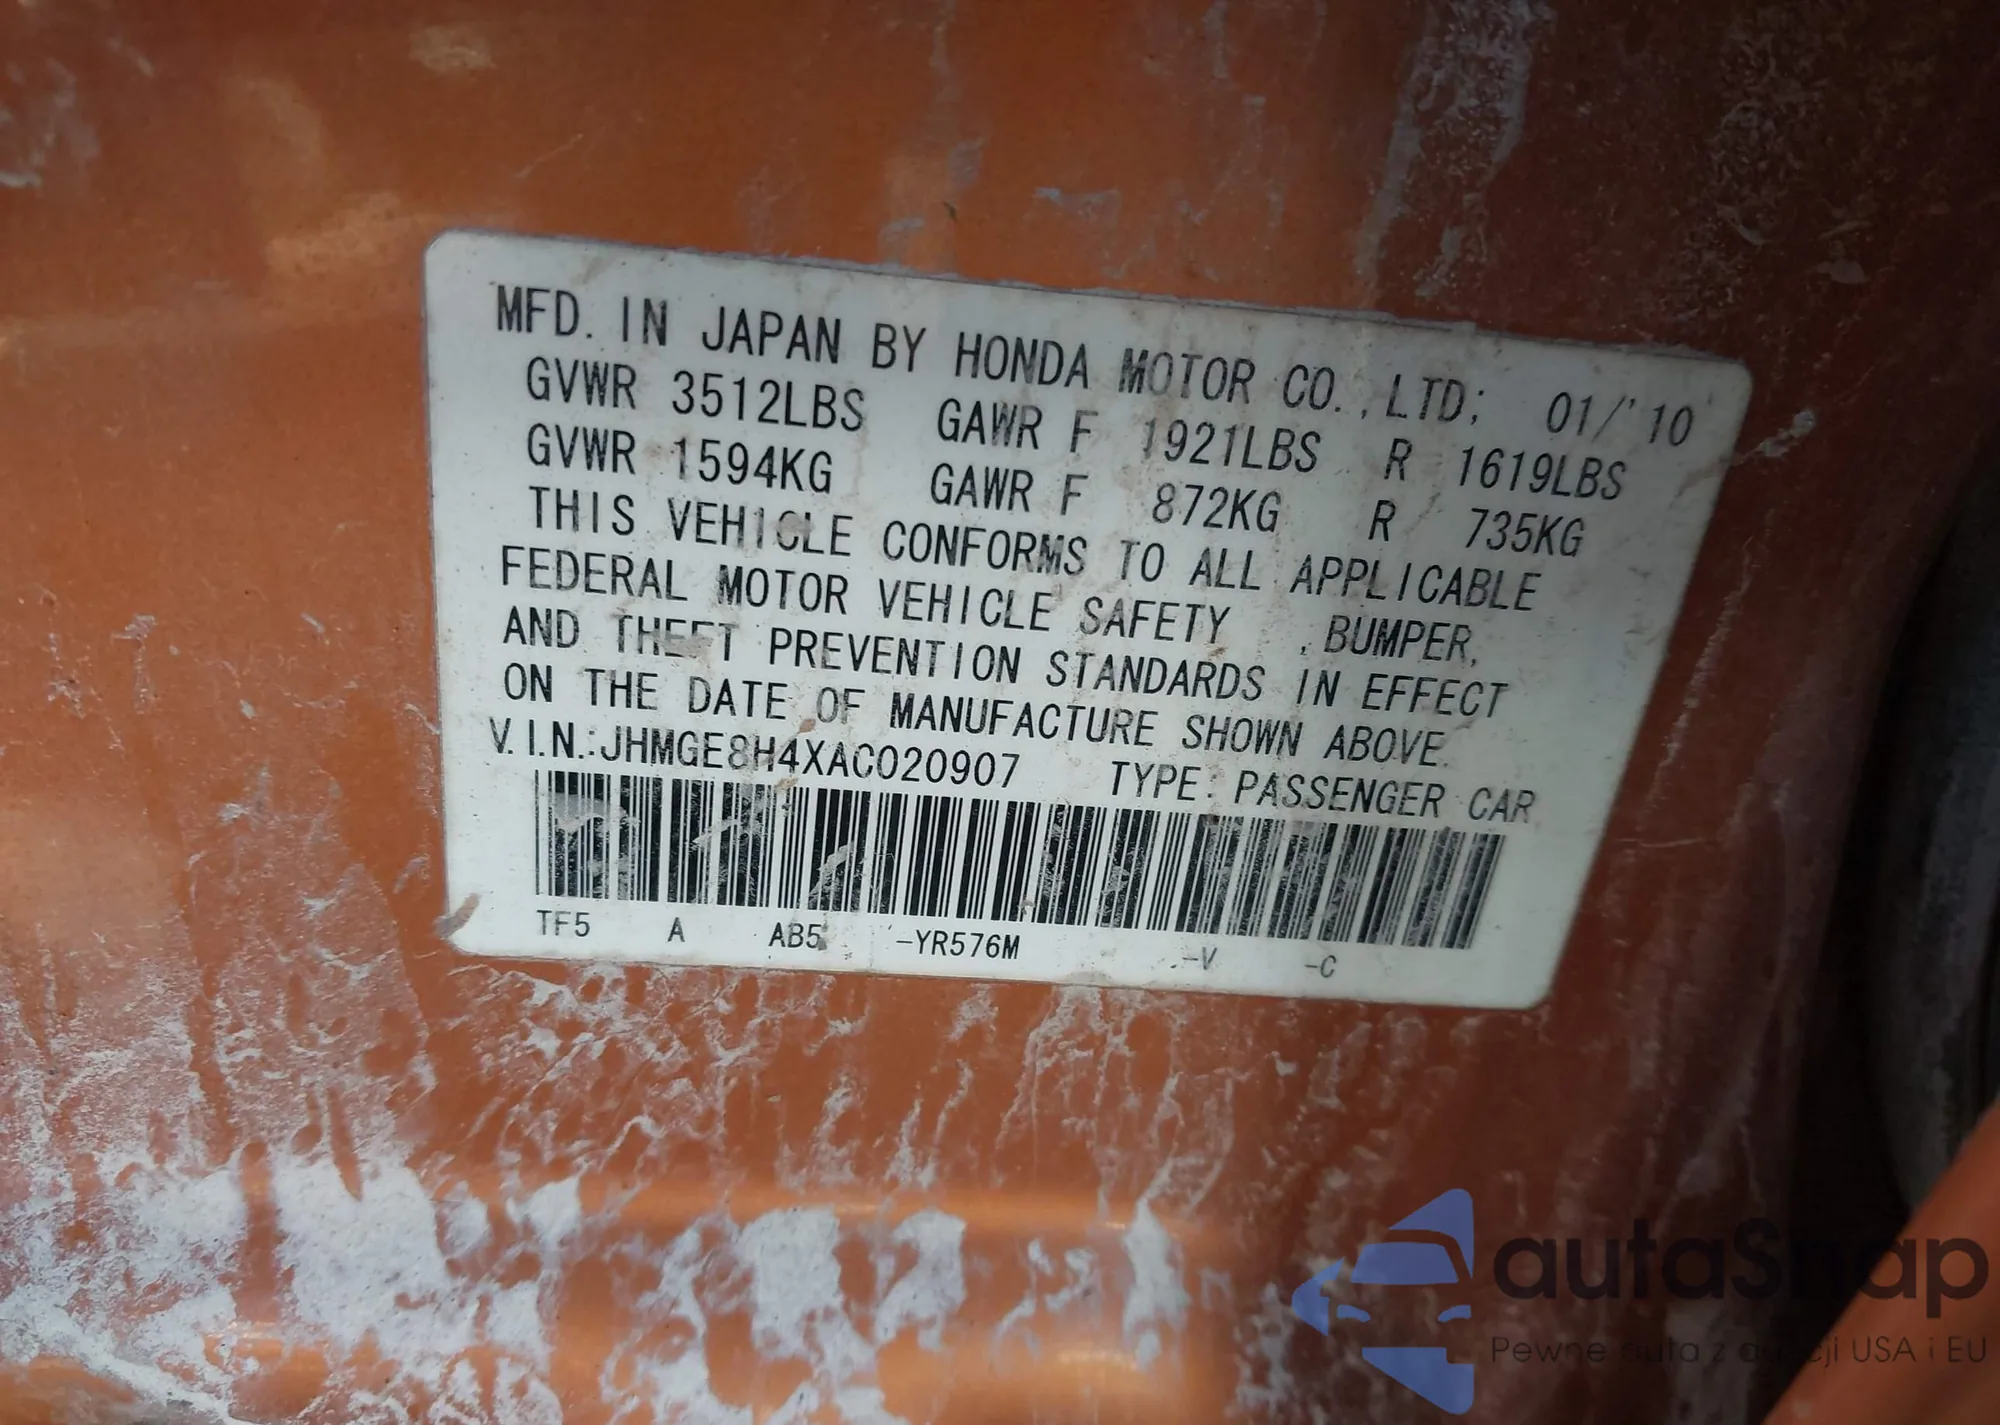 MFD. IN JAPAN BY HONDA MOTOR CO.,LTD; 01/'10
GVWR 3512LBS GAWR F 1921LBS R 1619LBS
GVWR 1594KG GAWR F 872KG R 735KG
THIS VEHICLE CONFORMS TO ALL APPLICABLE
FEDERAL MOTOR VEHICLE SAFETY , BUMPER,
AND THEFT PREVENTION STANDARDS IN EFFECT
ON THE DATE OF MANUFACTURE SHOWN ABOVE.
V.I.N.:JHMGE8H4XAC020907 TYPE: PASSENGER CAR
TF5 A AB5 -YR576M -V -C
autaSnap
Pewne auta z aukcji USA i EU